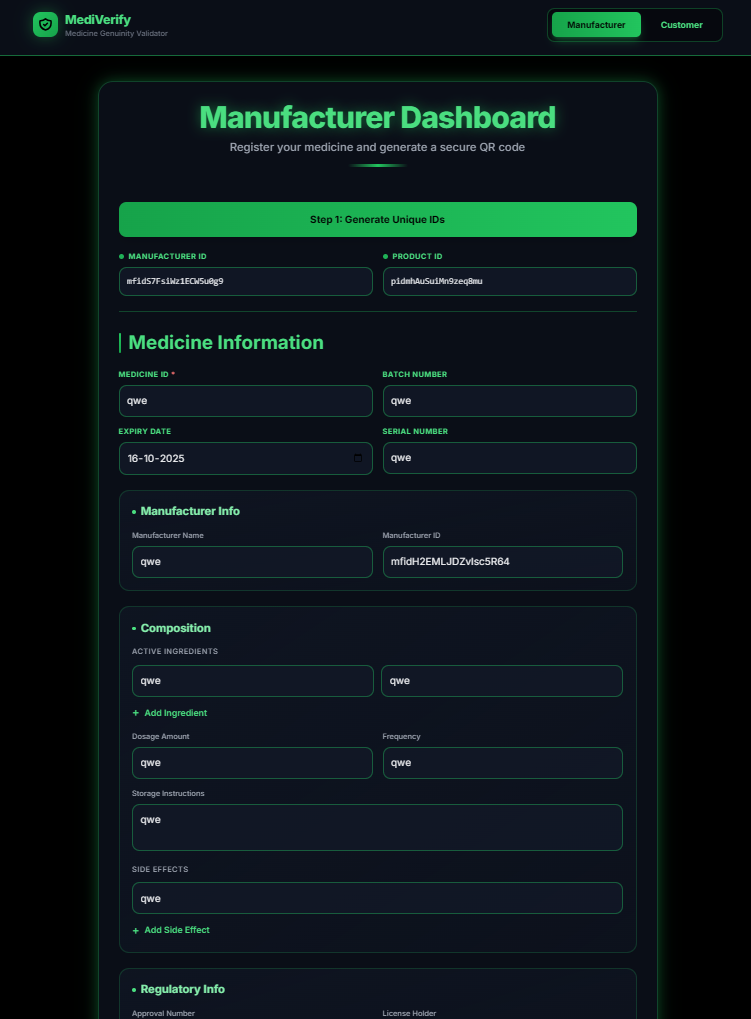 MediVerify
Medicine Genuinity Validator
Manufacturer
Customer
Manufacturer Dashboard
Register your medicine and generate a secure QR code
Step 1: Generate Unique IDs
MANUFACTURER ID
PRODUCT ID
mfidS7FsiWz1ECW5u0g9
pidmhAuSuiMn9zeq8mu
Medicine Information
MEDICINE ID *
BATCH NUMBER
qwe
qwe
EXPIRY DATE
SERIAL NUMBER
16-10-2025
qwe
Manufacturer Info
Manufacturer Name
Manufacturer ID
qwe
mfidH2EMLJDZvIsc5R64
Composition
ACTIVE INGREDIENTS
qwe
qwe
+ Add Ingredient
Dosage Amount
Frequency
qwe
qwe
Storage Instructions
qwe
SIDE EFFECTS
qwe
+ Add Side Effect
Regulatory Info
Approval Number
License Holder